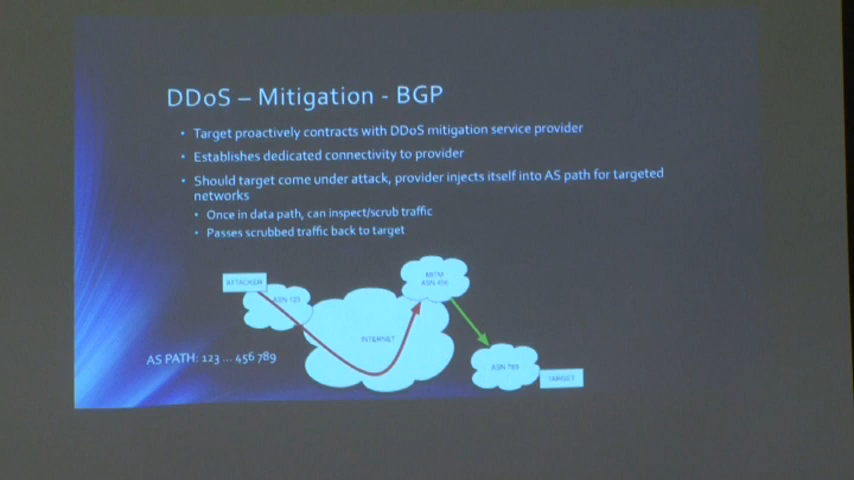 DDoS – Mitigation - BGP
• Target proactively contracts with DDoS mitigation service provider
• Establishes dedicated connectivity to provider
• Should target come under attack, provider injects itself into AS path for targeted
networks
• Once in data path, can inspect/scrub traffic
• Passes scrubbed traffic back to target
MITM
ASN 456
ATTACKER
ASN 123
INTERNET
AS PATH: 123 ... 456 789
ASN 789
TARGET